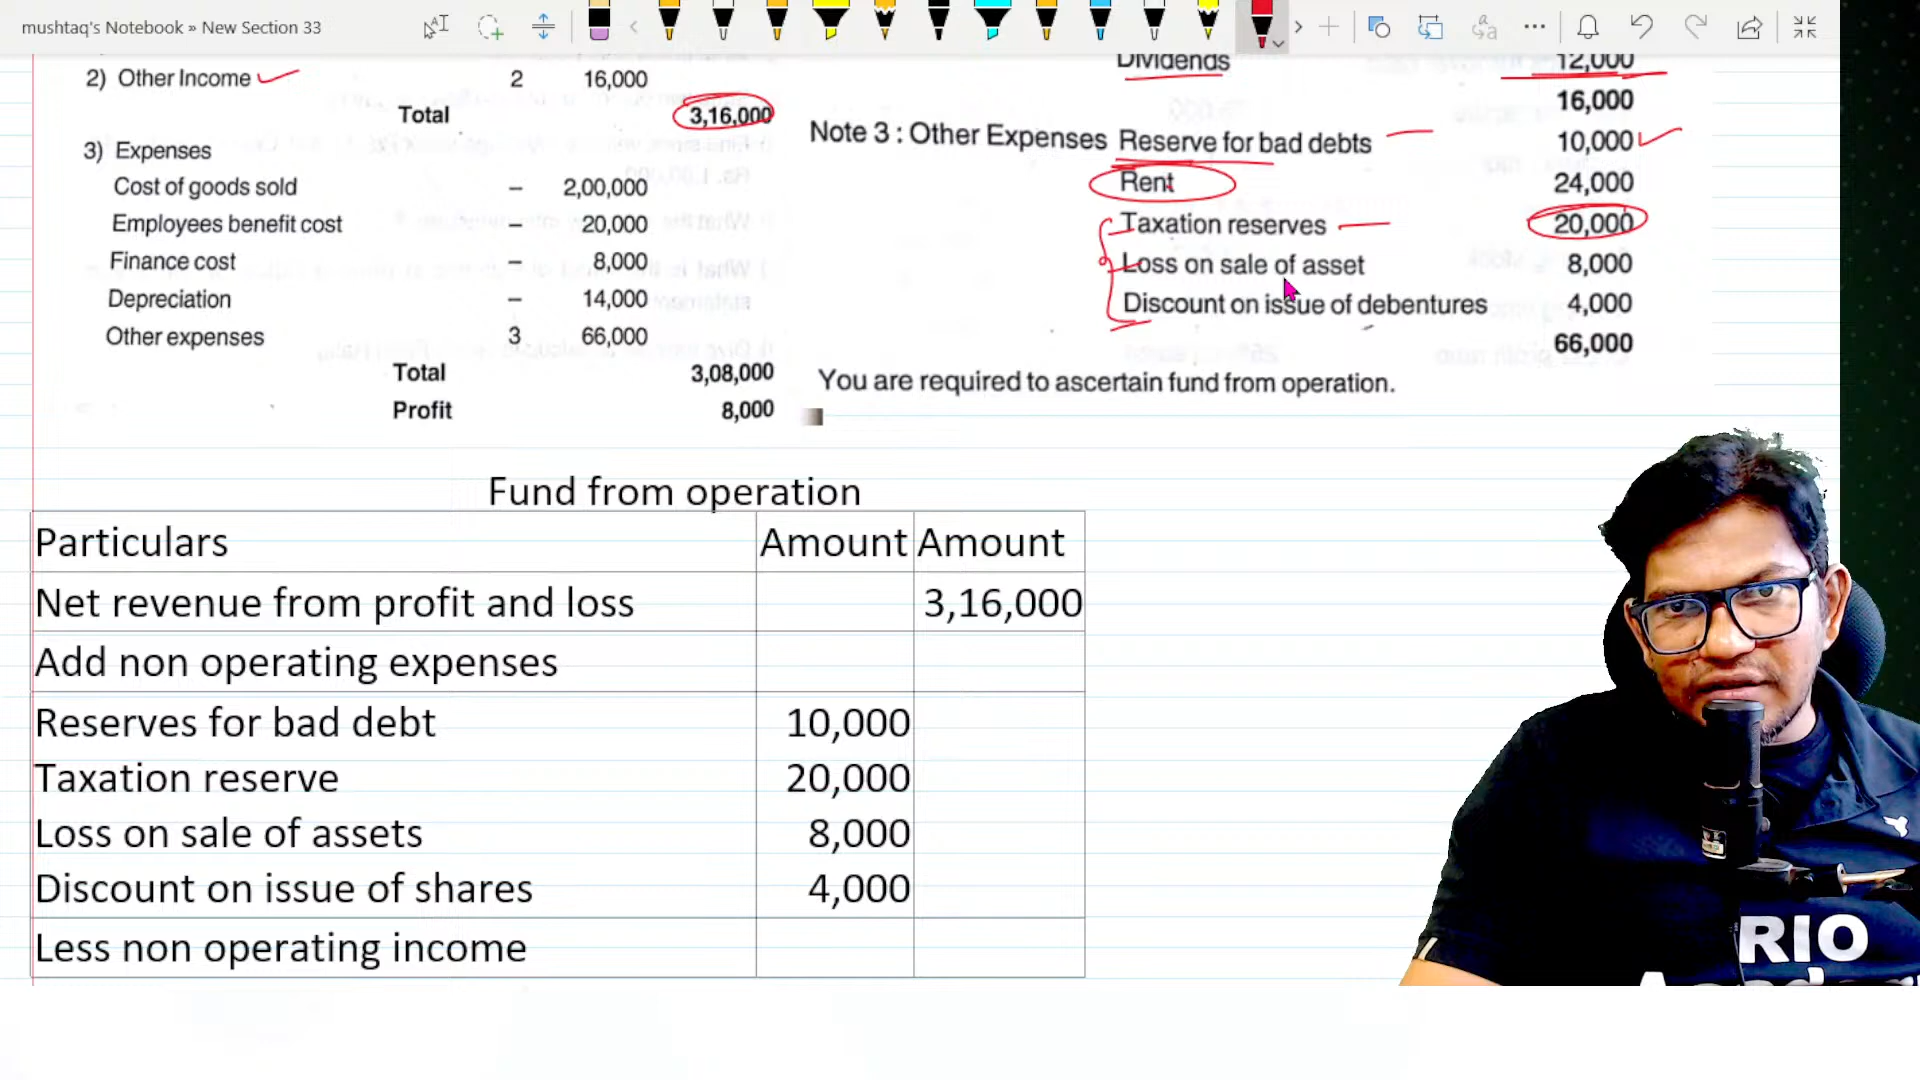 mushtaq's Notebook » New Section 33
2) Other Income 2 16,000
Total 3,16,000
3) Expenses
Cost of goods sold – 2,00,000
Employees benefit cost – 20,000
Finance cost – 8,000
Depreciation – 14,000
Other expenses 3 66,000
Total 3,08,000
Profit 8,000
Dividends 12,000
16,000
Note 3 : Other Expenses Reserve for bad debts 10,000
Rent 24,000
Taxation reserves 20,000
Loss on sale of asset 8,000
Discount on issue of debentures 4,000
66,000
You are required to ascertain fund from operation.
Fund from operation
Particulars Amount Amount
Net revenue from profit and loss 3,16,000
Add non operating expenses
Reserves for bad debt 10,000
Taxation reserve 20,000
Loss on sale of assets 8,000
Discount on issue of shares 4,000
Less non operating income
RIO